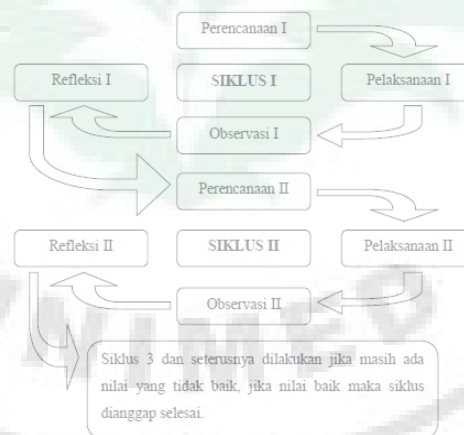 Perencanaan I
Refleksi I
SIKLUS I
Pelaksanaan I
Observasi I
Perencanaan II
Refleksi II
SIKLUS II
Pelaksanaan II
Observasi II
Siklus 3 dan seterusnya dilakukan jika masih ada
nilai yang tidak baik, jika nilai baik maka siklus
dianggap selesai.
UNIMED